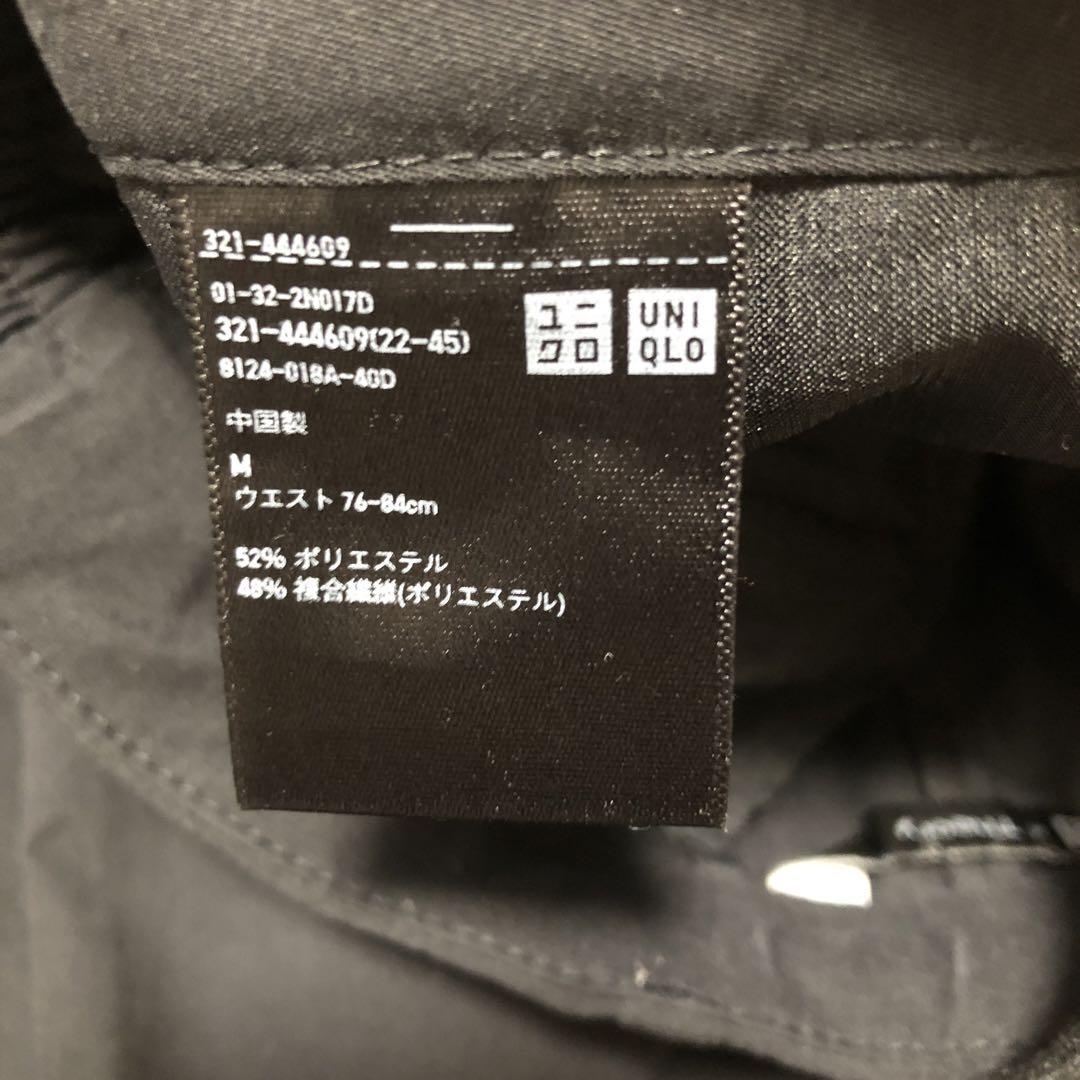 321-444609
01-32-2N017D
321-444609(22-45)
8124-018A-40D
ユニ
クロ
UNI
QLO
中国製
M
ウエスト 76-84cm
52% ポリエステル
48% 複合繊維(ポリエステル)